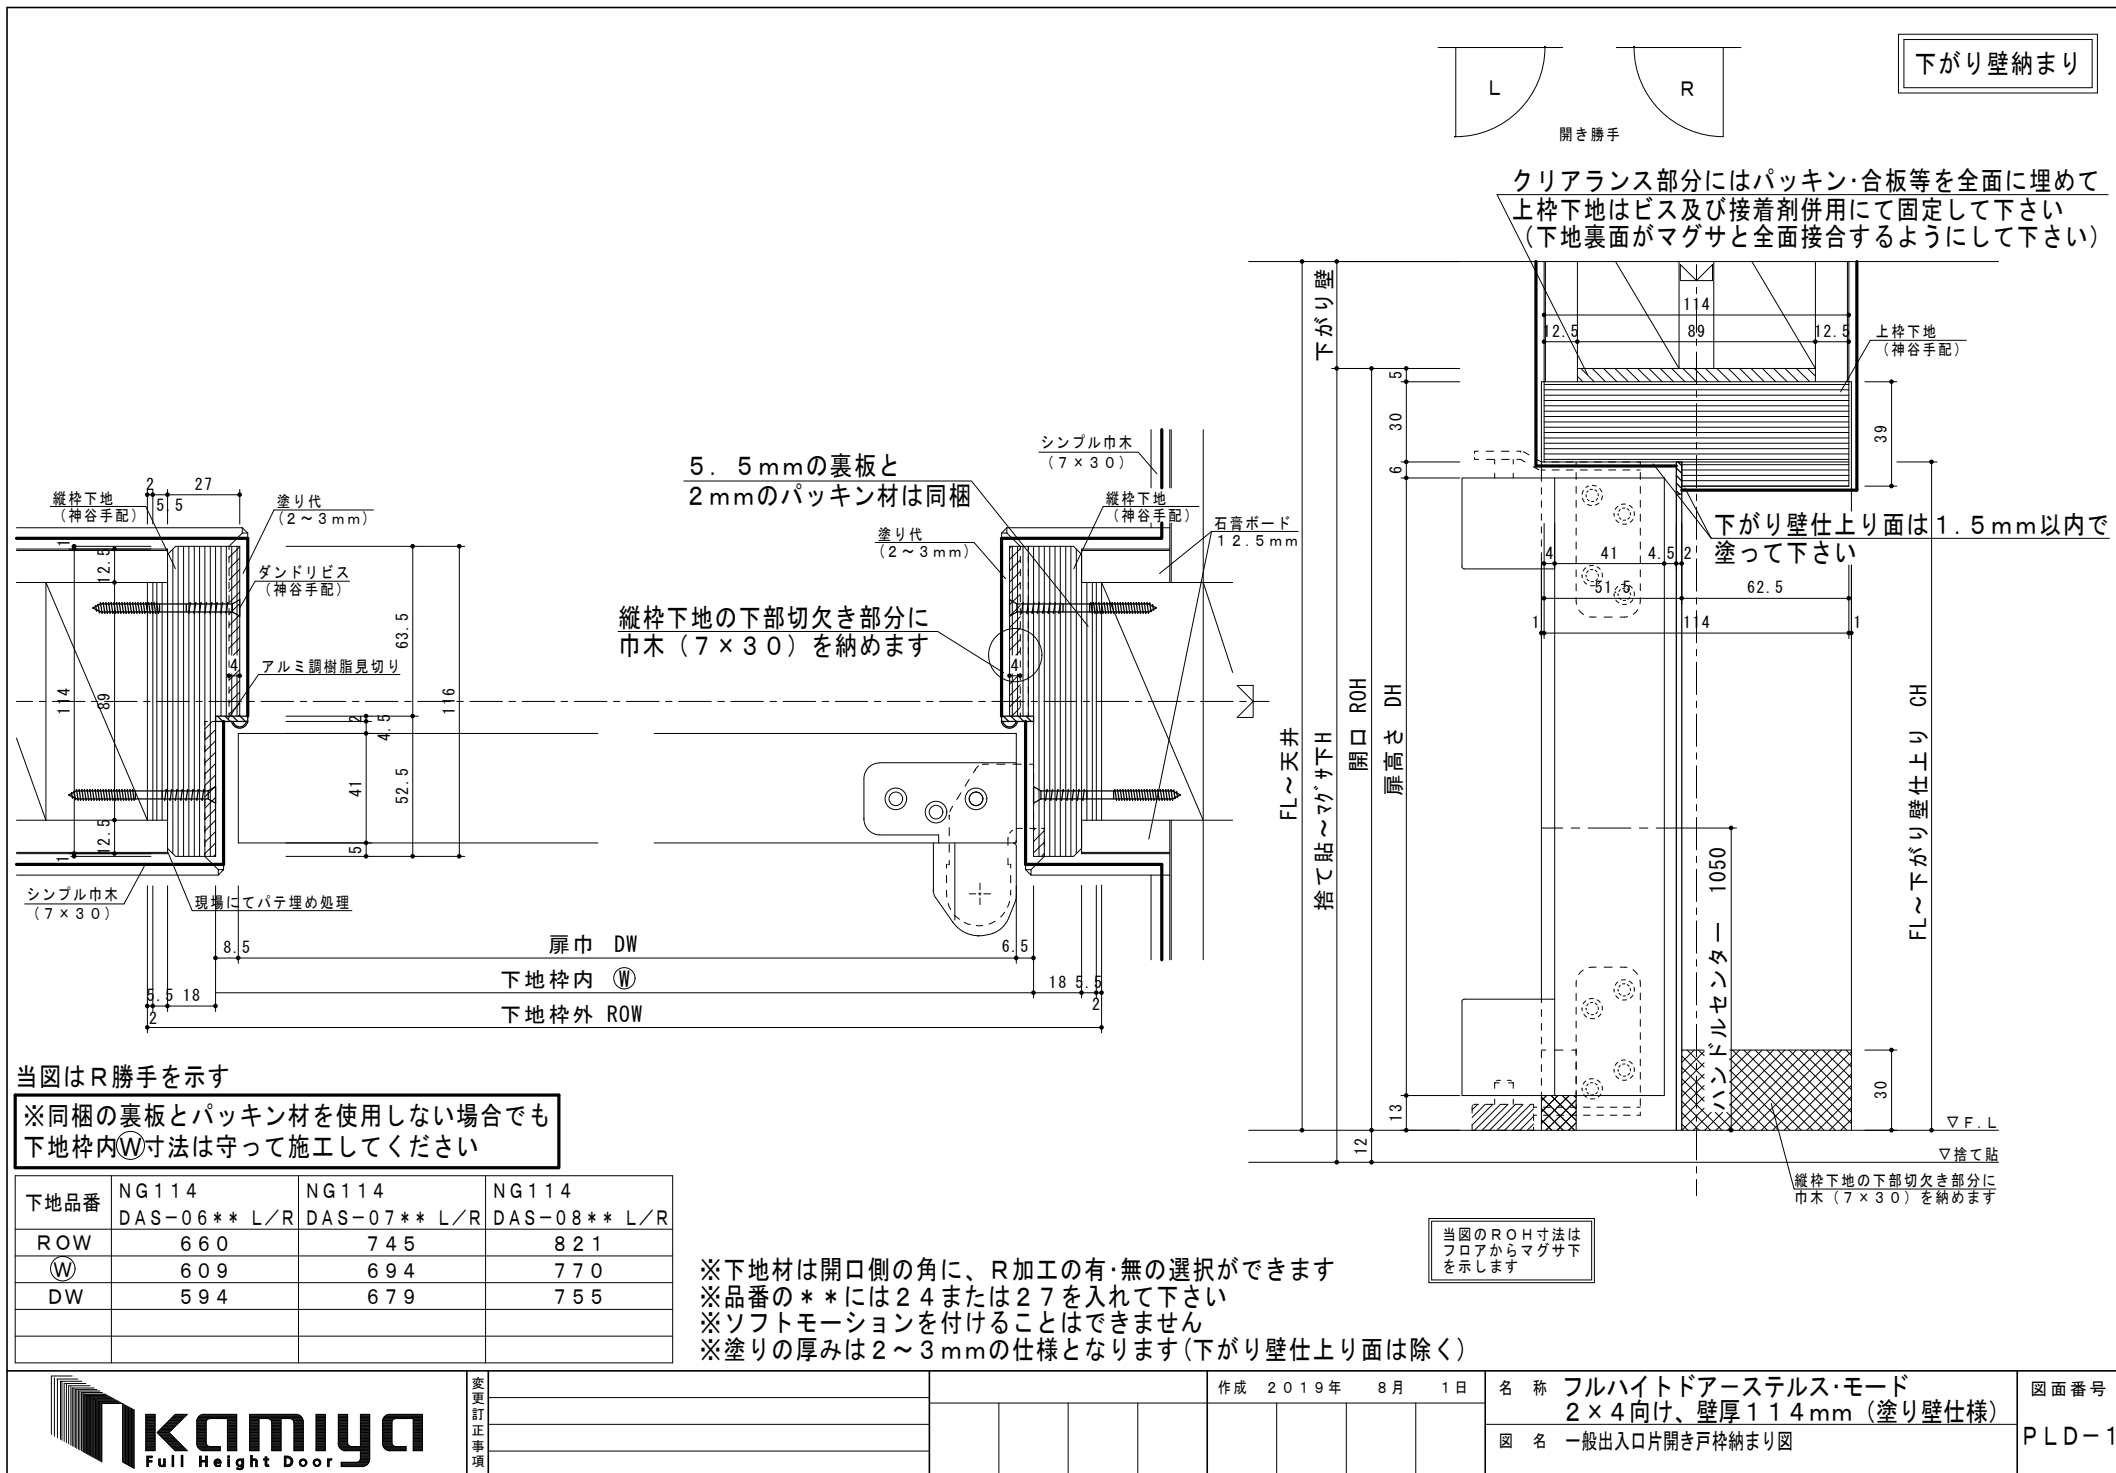 下がり壁納まり
L
R
開き勝手
クリアランス部分にはパッキン・合板等を全面に埋めて
上枠下地はビス及び接着剤併用にて固定して下さい
(下地裏面がマグサと全面接合するようにして下さい)
下がり壁
114
12.5
89
12.5
上枠下地
(神谷手配)
5
30
6
39
下がり壁仕上り面は1.5mm以内で
塗って下さい
4
41
4.5
2
51.5
62.5
1
114
1
FL~天井
捨て貼~マグサ下H
開口 ROH
扉高さ DH
ハンドルセンター 1050
FL~下がり壁仕上り CH
13
12
30
▽F.L
▽捨て貼
縦枠下地の下部切欠き部分に
巾木(7×30)を納めます
当図のROH寸法は
フロアからマグサ下
を示します
2
27
5.5
縦枠下地
(神谷手配)
塗り代
(2~3mm)
ダンドリビス
(神谷手配)
アルミ調樹脂見切り
1
12.5
114
89
12.5
1
4
63.5
116
2
4.5
41
52.5
5
シンプル巾木
(7×30)
現場にてパテ埋め処理
5.5mmの裏板と
2mmのパッキン材は同梱
シンプル巾木
(7×30)
縦枠下地
(神谷手配)
石膏ボード
12.5mm
塗り代
(2~3mm)
縦枠下地の下部切欠き部分に
巾木(7×30)を納めます
4
8.5
扉巾 DW
6.5
下地枠内 Ⓦ
18
5.5
5.5
18
2
2
下地枠外 ROW
当図はR勝手を示す
※同梱の裏板とパッキン材を使用しない場合でも
下地枠内Ⓦ寸法は守って施工してください
下地品番
NG114
DAS-06** L/R
NG114
DAS-07** L/R
NG114
DAS-08** L/R
ROW 660 745 821
Ⓦ 609 694 770
DW 594 679 755
※下地材は開口側の角に、R加工の有・無の選択ができます
※品番の**には24または27を入れて下さい
※ソフトモーションを付けることはできません
※塗りの厚みは2~3mmの仕様となります(下がり壁仕上り面は除く)
kamiya
Full Height Door
変更訂正事項
作成 2019年 8月 1日
名 称 フルハイトドアーステルス・モード
2×4向け、壁厚114mm(塗り壁仕様)
図 名 一般出入口片開き戸枠納まり図
図面番号
PLD-1